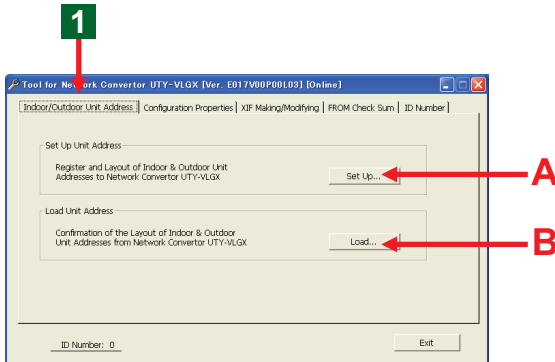 1
Tool for Network Convertor UTY-VLGX [Ver. E017V00P00L03] [Online]
Indoor/Outdoor Unit Address Configuration Properties XIF Making/Modifying FROM Check Sum ID Number
Set Up Unit Address
Register and Layout of Indoor & Outdoor Unit
Addresses to Network Convertor UTY-VLGX
Set Up...
A
Load Unit Address
Confirmation of the Layout of Indoor & Outdoor
Unit Addresses from Network Convertor UTY-VLGX
Load...
B
ID Number: 0
Exit